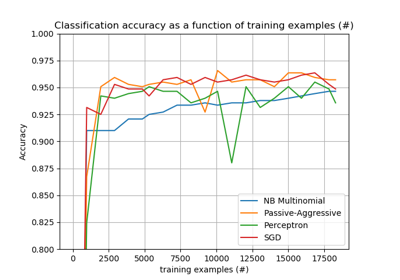 Classification accuracy as a function of training examples (#)
1.000
0.975
0.950
0.925
0.900
0.875
0.850
0.825
0.800
Accuracy
NB Multinomial
Passive-Aggressive
Perceptron
SGD
0 2500 5000 7500 10000 12500 15000 17500
training examples (#)